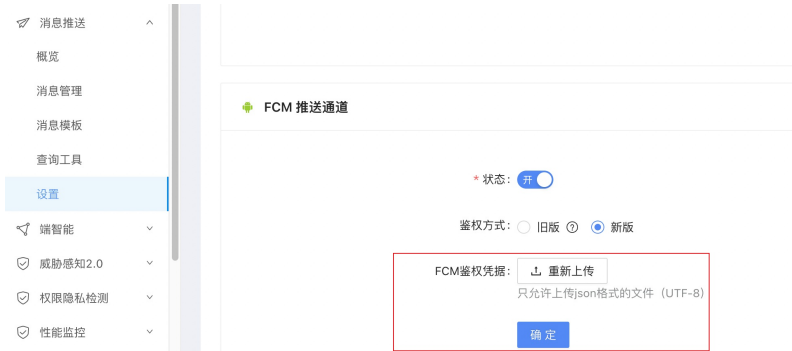 消息推送
概览
消息管理
消息模板
查询工具
设置
端智能
威胁感知2.0
权限隐私检测
性能监控
FCM 推送通道
* 状态: 开
鉴权方式: 旧版 ? 新版
FCM鉴权凭据: 重新上传
只允许上传json格式的文件（UTF-8）
确 定